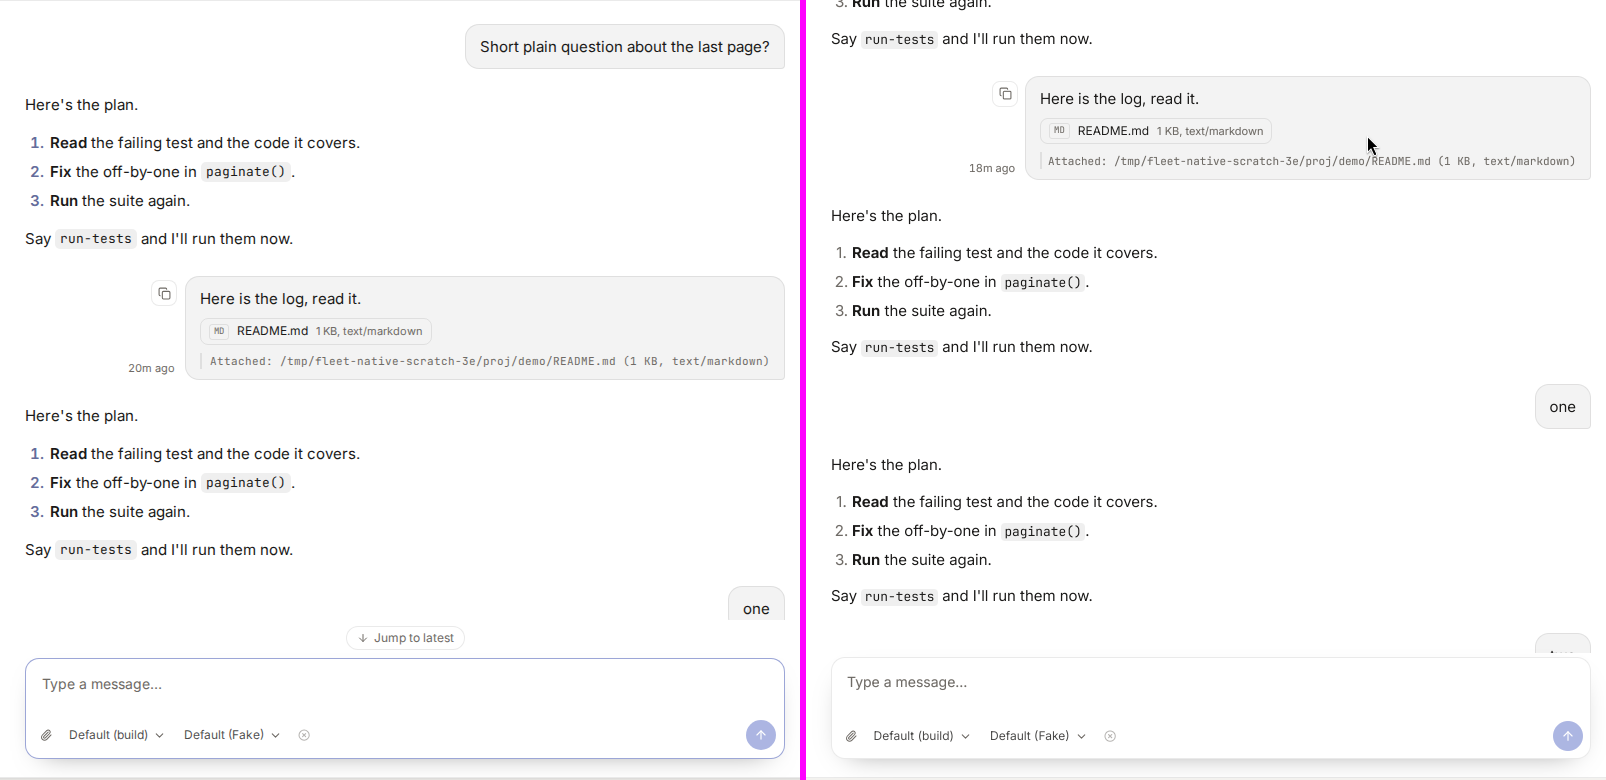 Short plain question about the last page?
Here's the plan.
1. Read the failing test and the code it covers.
2. Fix the off-by-one in paginate().
3. Run the suite again.
Say run-tests and I'll run them now.
Here is the log, read it.
MD README.md 1 KB, text/markdown
Attached: /tmp/fleet-native-scratch-3e/proj/demo/README.md (1 KB, text/markdown)
20m ago
Here's the plan.
1. Read the failing test and the code it covers.
2. Fix the off-by-one in paginate().
3. Run the suite again.
Say run-tests and I'll run them now.
one
Jump to latest
Type a message...
Default (build)
Default (Fake)
3. Run the suite again.
Say run-tests and I'll run them now.
Here is the log, read it.
MD README.md 1 KB, text/markdown
Attached: /tmp/fleet-native-scratch-3e/proj/demo/README.md (1 KB, text/markdown)
18m ago
Here's the plan.
1. Read the failing test and the code it covers.
2. Fix the off-by-one in paginate().
3. Run the suite again.
Say run-tests and I'll run them now.
one
Here's the plan.
1. Read the failing test and the code it covers.
2. Fix the off-by-one in paginate().
3. Run the suite again.
Say run-tests and I'll run them now.
Type a message...
Default (build)
Default (Fake)